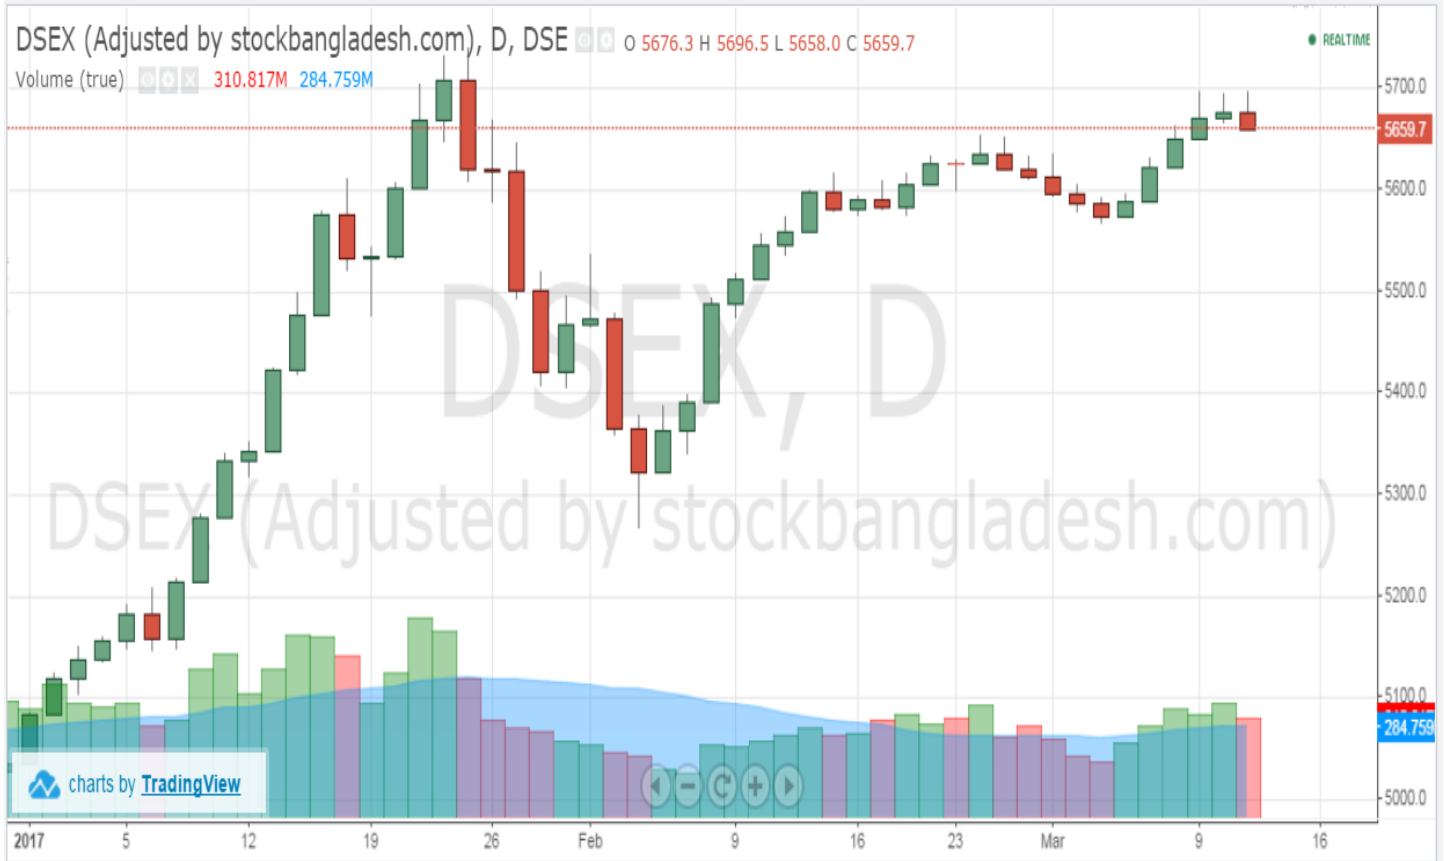 DSEX (Adjusted by stockbangladesh.com), D, DSE O 5676.3 H 5696.5 L 5658.0 C 5659.7
REALTIME
Volume (true) 310.817M 284.759M
5700.0
5659.7
5600.0
5500.0
5400.0
5300.0
5200.0
5100.0
284.759
5000.0
DSEX, D
DSEX (Adjusted by stockbangladesh.com)
charts by TradingView
2017 5 12 19 26 Feb 9 16 23 Mar 9 16